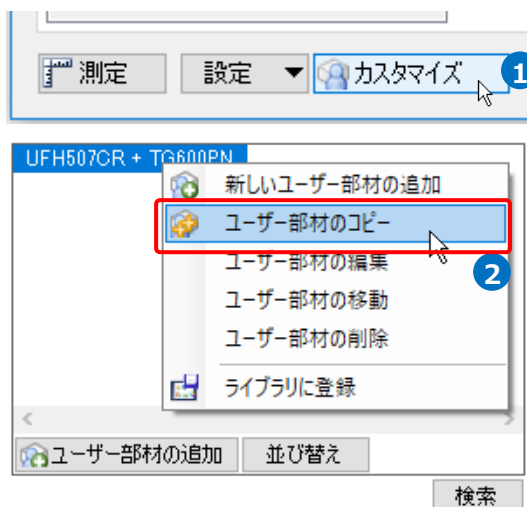 測定
設定
カスタマイズ
1
UFH507CR + TG600PN
新しいユーザー部材の追加
ユーザー部材のコピー
ユーザー部材の編集
2
ユーザー部材の移動
ユーザー部材の削除
ライブラリに登録
ユーザー部材の追加
並び替え
検索